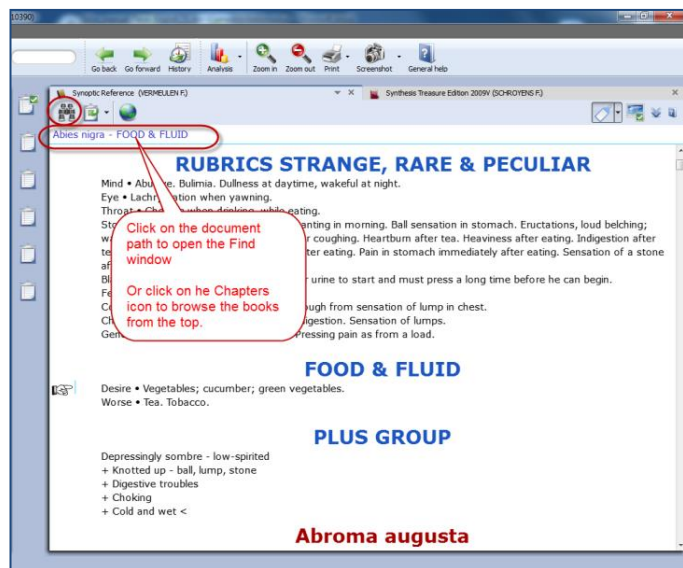 10390)
Go back Go forward History Analysis Zoom in Zoom out Print Screenshot General help
Synoptic Reference (VERMEULEN F.) Synthesis Treasure Edition 2009V (SCHROYENS F.)
Abies nigra - FOOD & FLUID
RUBRICS STRANGE, RARE & PECULIAR
Mind • Abusive. Bulimia. Dullness at daytime, wakeful at night.
Eye • Lachrymation when yawning.
Throat • Choking when drinking, while eating.
anting in morning. Ball sensation in stomach. Eructations, loud belching;
coughing. Heartburn after tea. Heaviness after eating. Indigestion after
ter eating. Pain in stomach immediately after eating. Sensation of a stone
urine to start and must press a long time before he can begin.
ough from sensation of lump in chest.
igestion. Sensation of lumps.
Pressing pain as from a load.
Click on the document
path to open the Find
window
Or click on he Chapters
icon to browse the books
from the top.
FOOD & FLUID
Desire • Vegetables; cucumber; green vegetables.
Worse • Tea. Tobacco.
PLUS GROUP
Depressingly sombre - low-spirited
+ Knotted up - ball, lump, stone
+ Digestive troubles
+ Choking
+ Cold and wet <
Abroma augusta